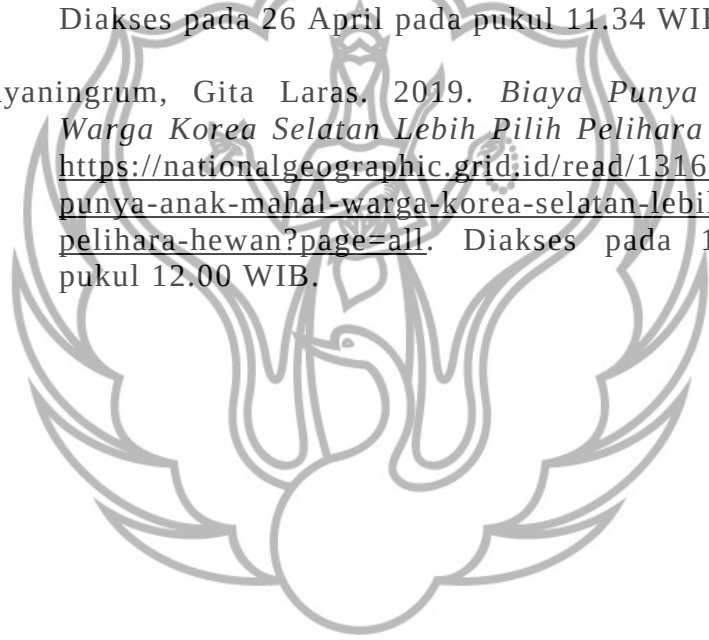 Diakses pada 26 April pada pukul 11.34 WIB
yaningrum, Gita Laras. 2019. Biaya Punya
Warga Korea Selatan Lebih Pilih Pelihara
https://nationalgeographic.grid.id/read/1316
punya-anak-mahal-warga-korea-selatan-lebil
pelihara-hewan?page=all. Diakses pada 1
pukul 12.00 WIB.